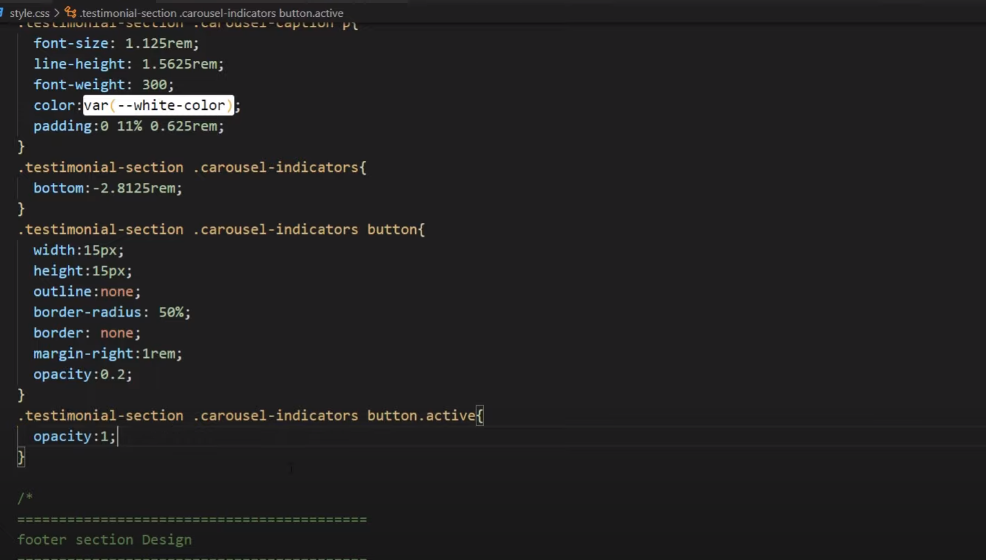 style.css > .testimonial-section .carousel-indicators button.active
.testimonial-section .carousel-caption p{
font-size: 1.125rem;
line-height: 1.5625rem;
font-weight: 300;
color:var(--white-color);
padding:0 11% 0.625rem;
}
.testimonial-section .carousel-indicators{
bottom:-2.8125rem;
}
.testimonial-section .carousel-indicators button{
width:15px;
height:15px;
outline:none;
border-radius: 50%;
border: none;
margin-right:1rem;
opacity:0.2;
}
.testimonial-section .carousel-indicators button.active{
opacity:1;
}
/*
==========================================
footer section Design
==========================================